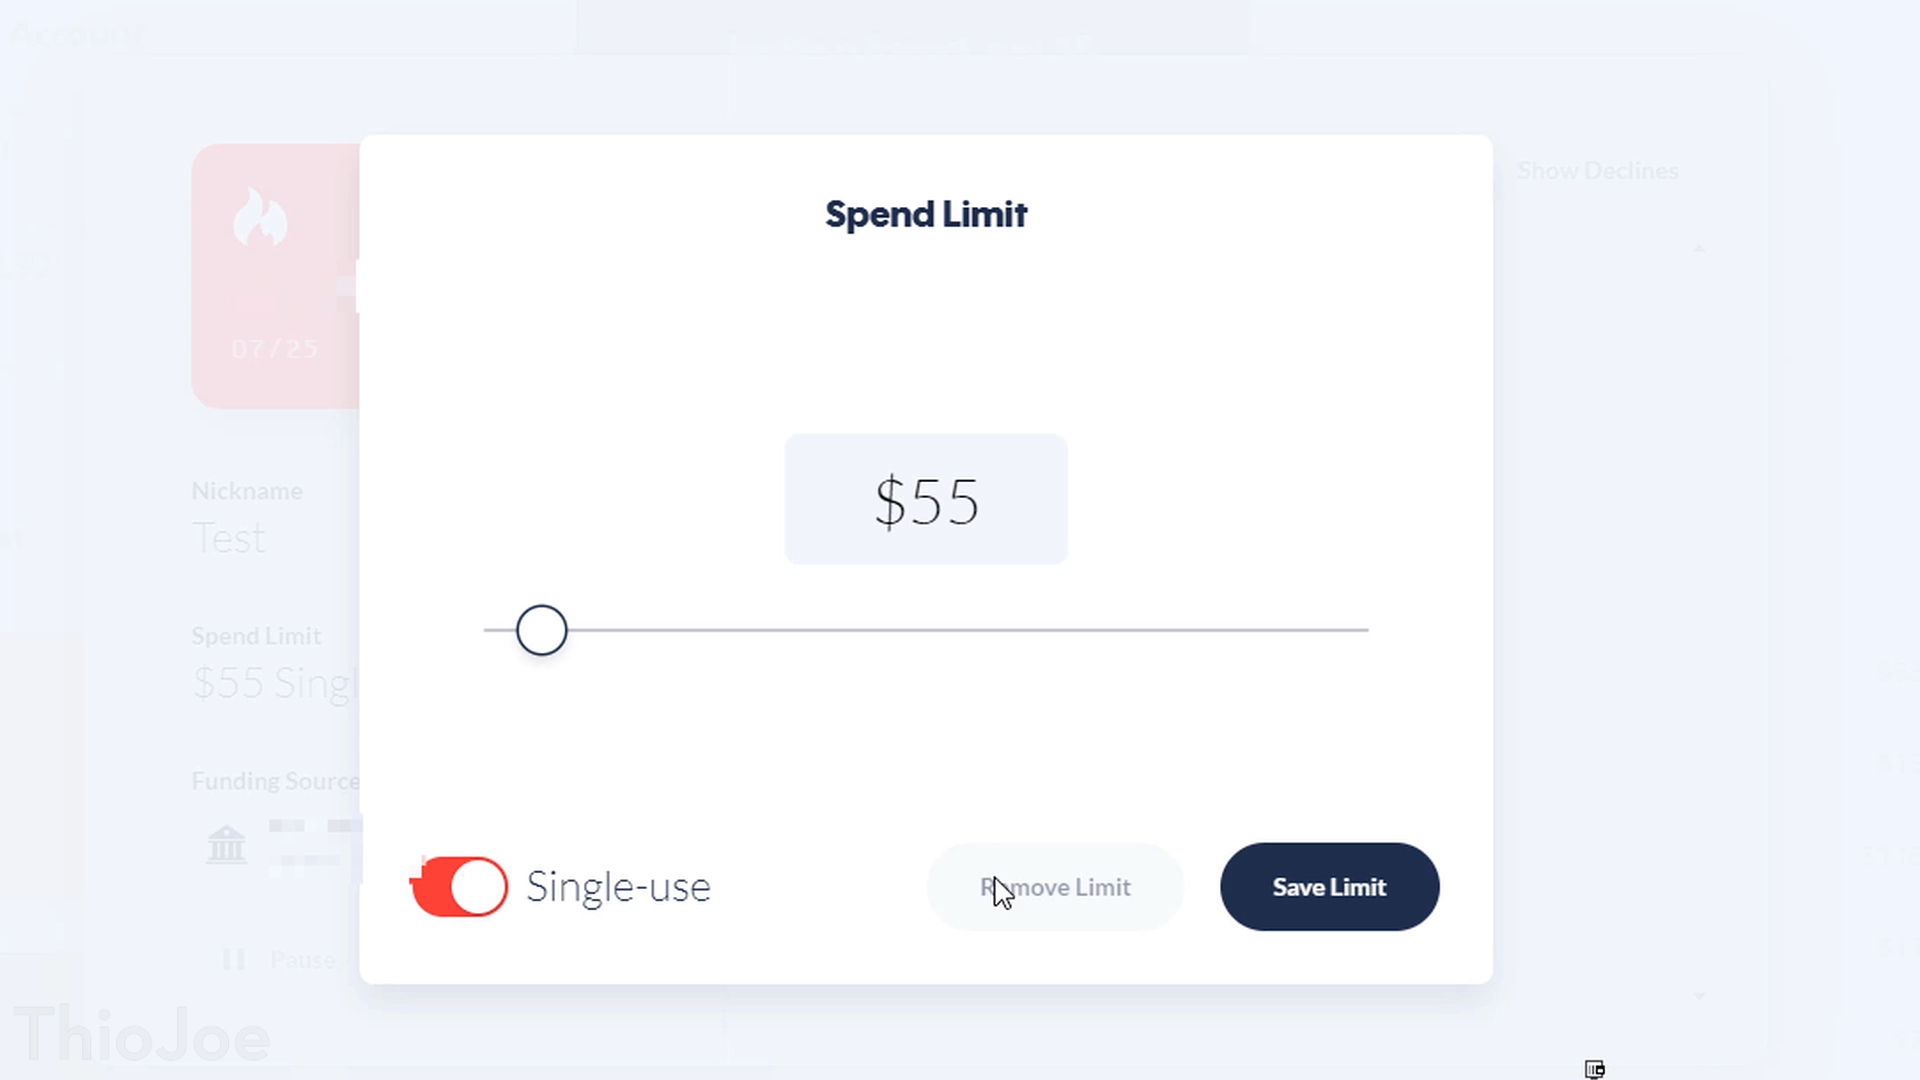 Account
Show Declines
Spend Limit
07/25
Nickname
$55
Test
Spend Limit
$55 Singl
Funding Source
Single-use
Remove Limit
Save Limit
Pause
ThioJoe